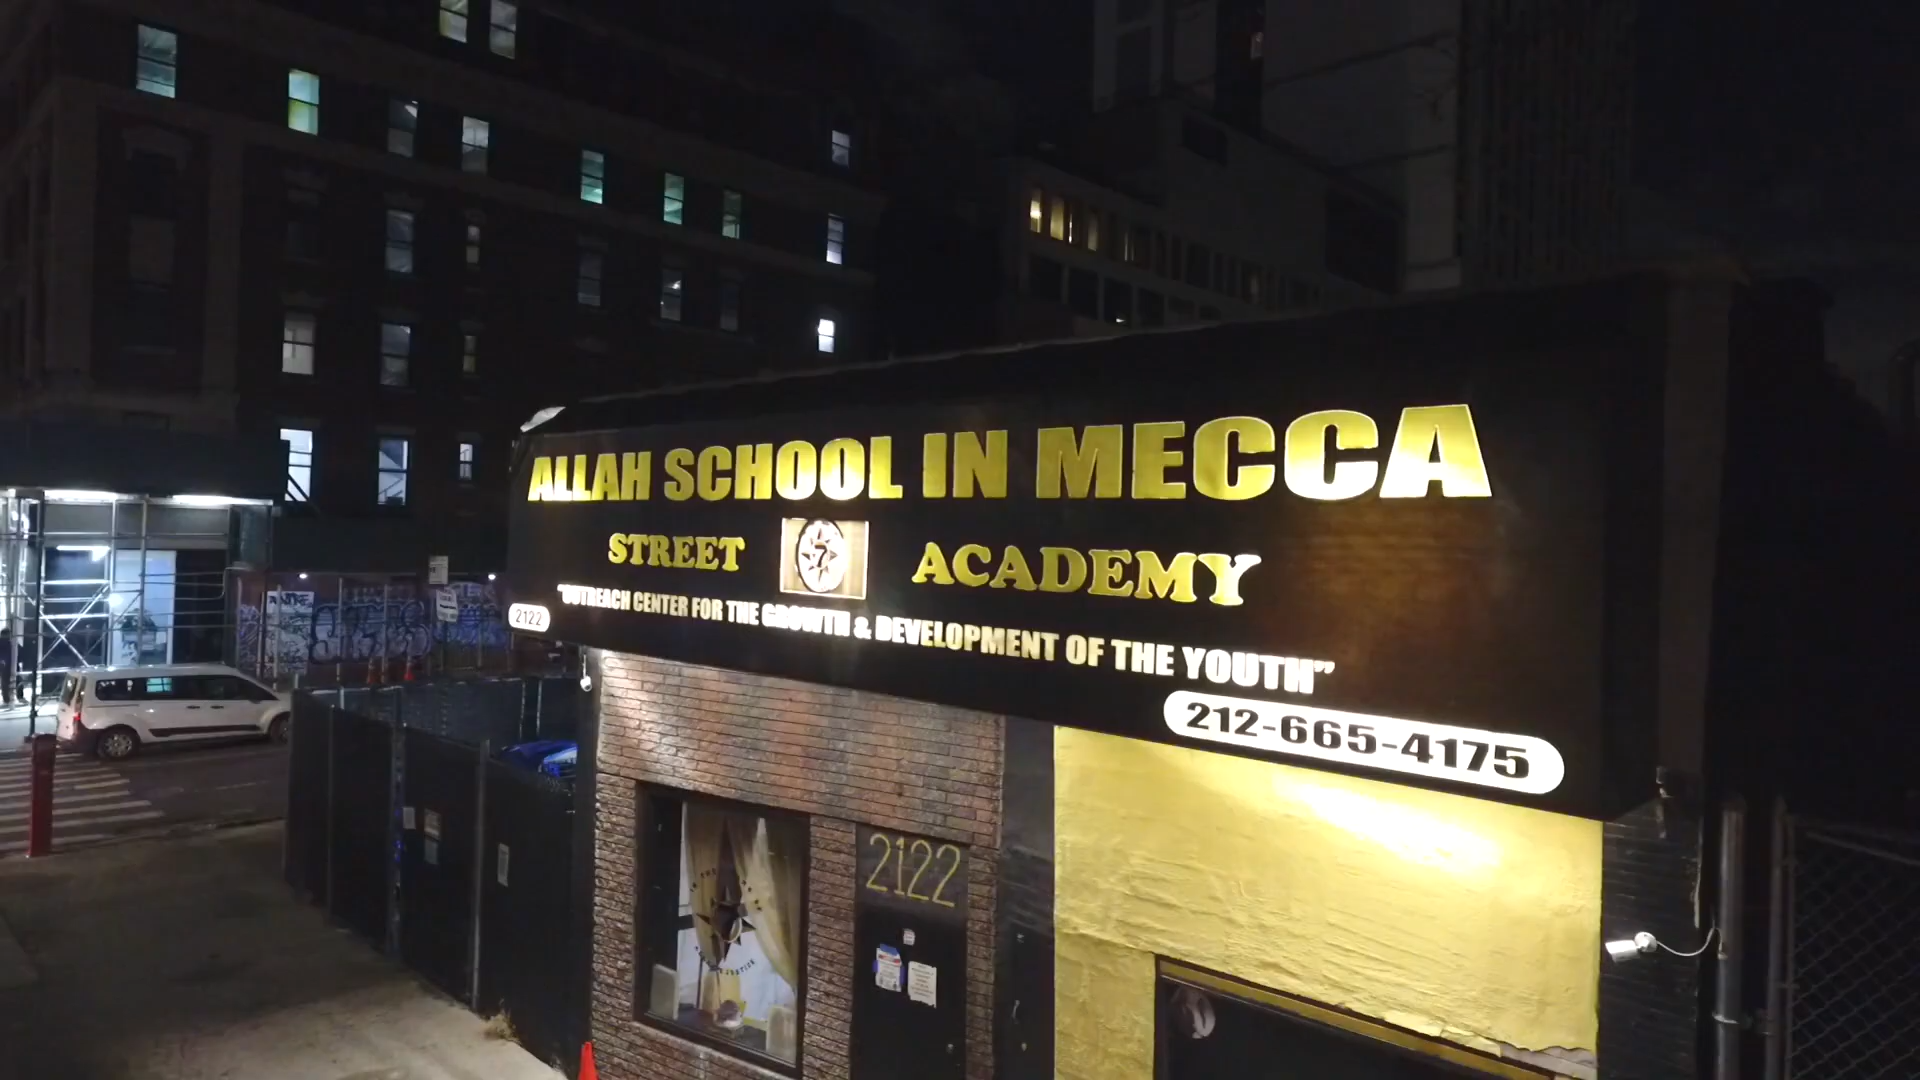 ALLAH SCHOOL IN MECCA
STREET 7 ACADEMY
"OUTREACH CENTER FOR THE GROWTH & DEVELOPMENT OF THE YOUTH"
2122
212-665-4175
2122